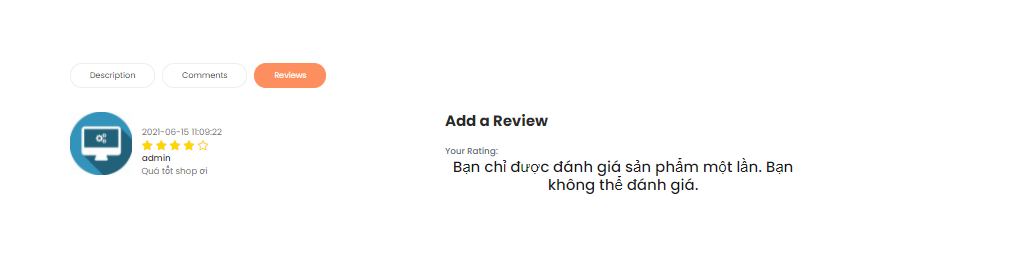 Description
Comments
Reviews
2021-06-15 11:09:22
admin
Quá tốt shop ơi
Add a Review
Your Rating:
Bạn chỉ được đánh giá sản phẩm một lần. Bạn
không thể đánh giá.